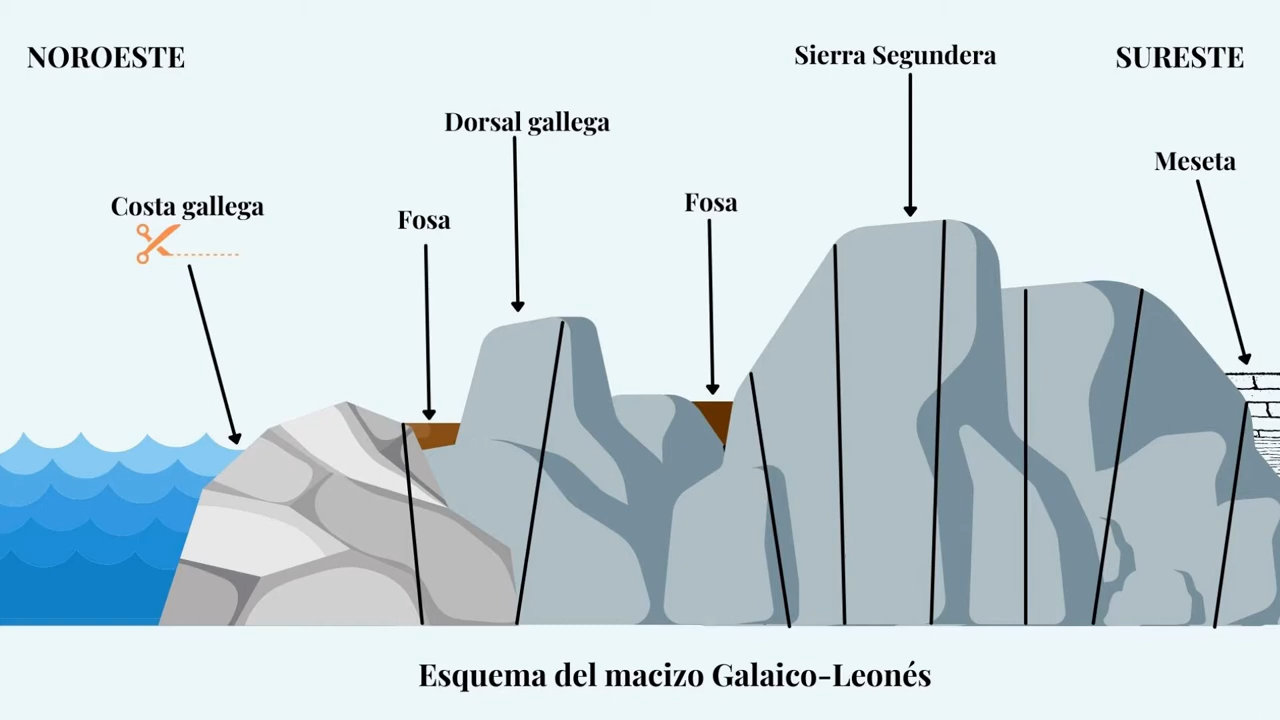 NOROESTE
Sierra Segundera
SURESTE
Dorsal gallega
Meseta
Costa gallega
Fosa
Fosa
Esquema del macizo Galaico-Leonés